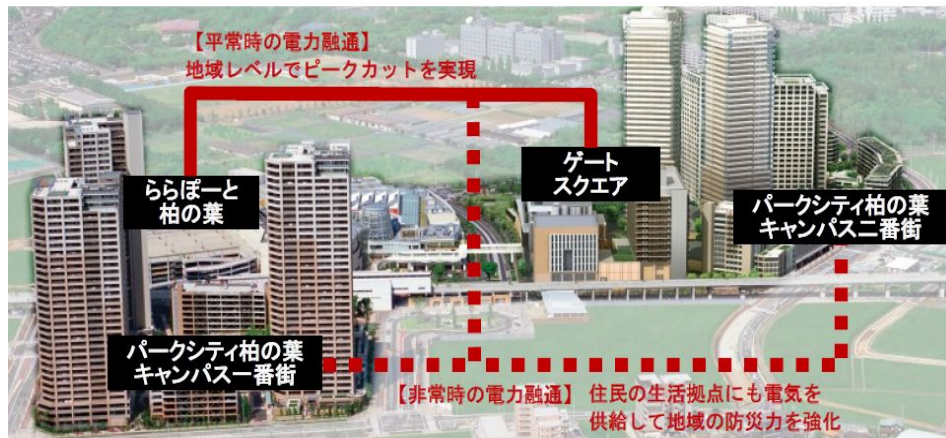 【平常時の電力融通】
地域レベルでピークカットを実現
ららぽーと
柏の葉
ゲート
スクエア
パークシティ柏の葉
キャンパス二番街
パークシティ柏の葉
キャンパス一番街
【非常時の電力融通】 住民の生活拠点にも電気を
供給して地域の防災力を強化